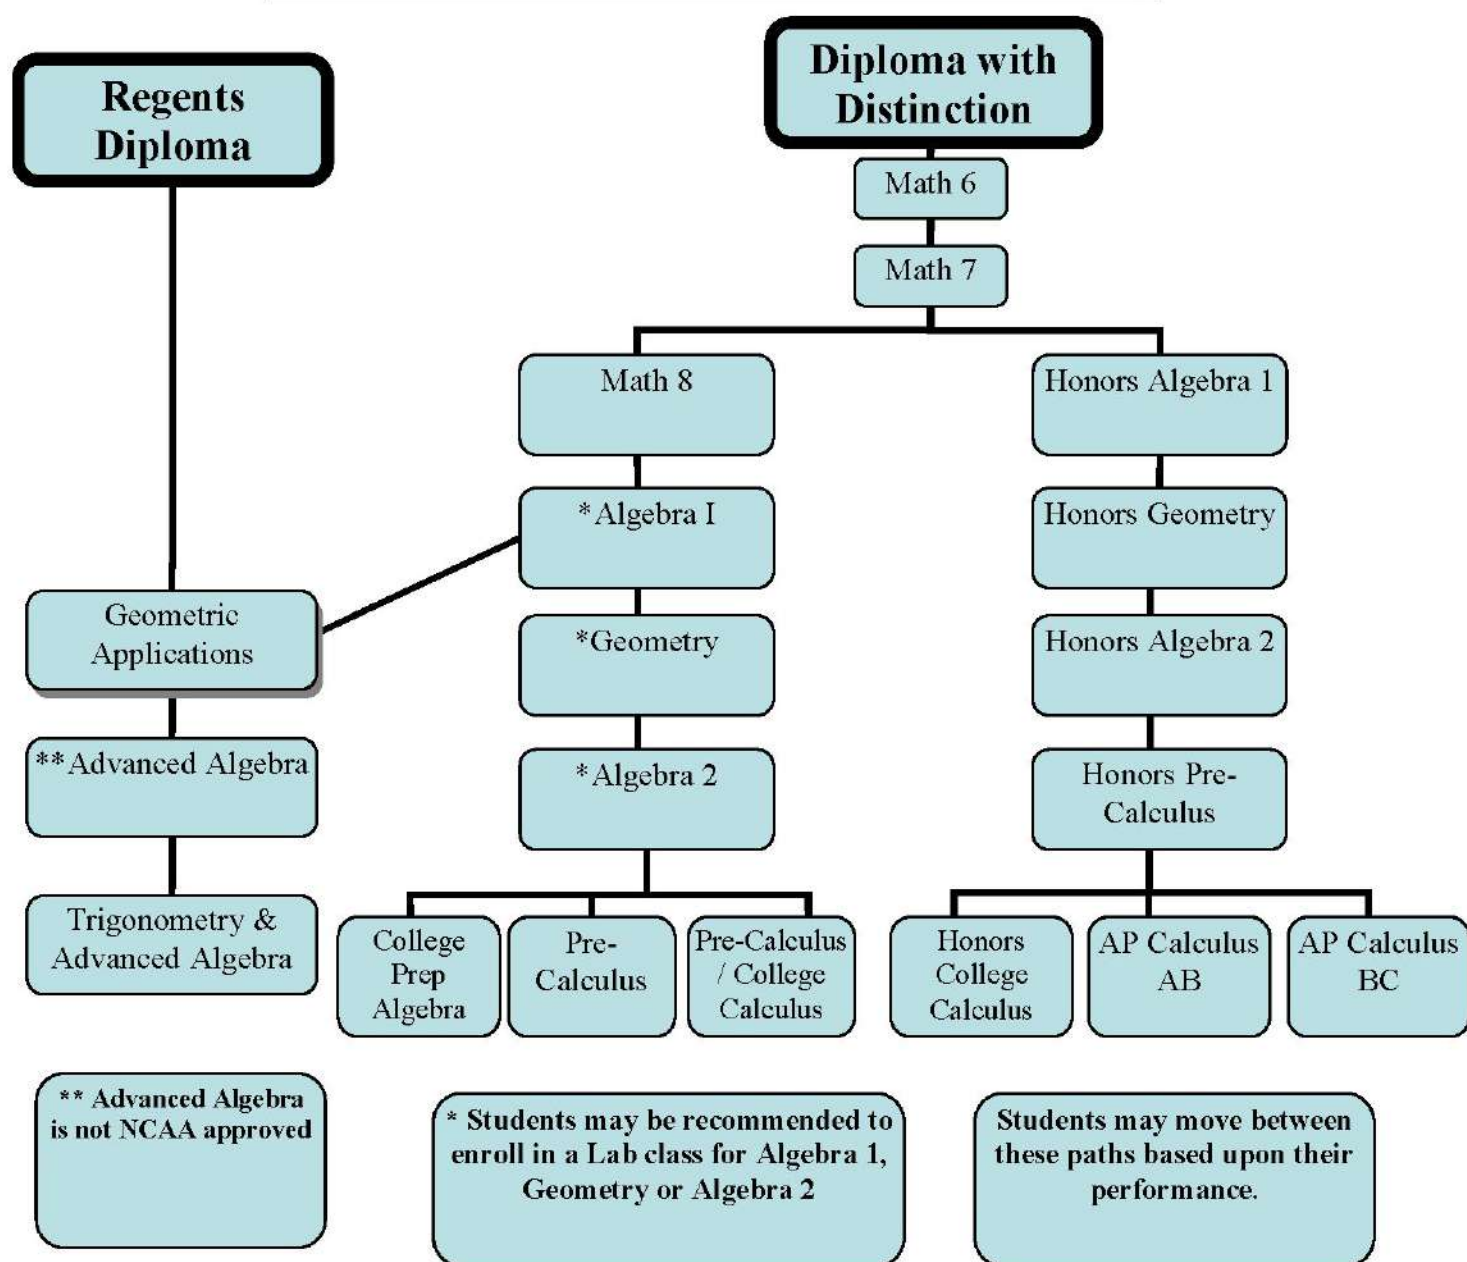 Regents
Diploma
Diploma with
Distinction
Math 6
Math 7
Math 8
Honors Algebra 1
*Algebra I
Honors Geometry
Geometric
Applications
*Geometry
Honors Algebra 2
**Advanced Algebra
*Algebra 2
Honors Pre-
Calculus
Trigonometry &
Advanced Algebra
College
Prep
Algebra
Pre-
Calculus
Pre-Calculus
/ College
Calculus
Honors
College
Calculus
AP Calculus
AB
AP Calculus
BC
** Advanced Algebra
is not NCAA approved
* Students may be recommended to
enroll in a Lab class for Algebra 1,
Geometry or Algebra 2
Students may move between
these paths based upon their
performance.